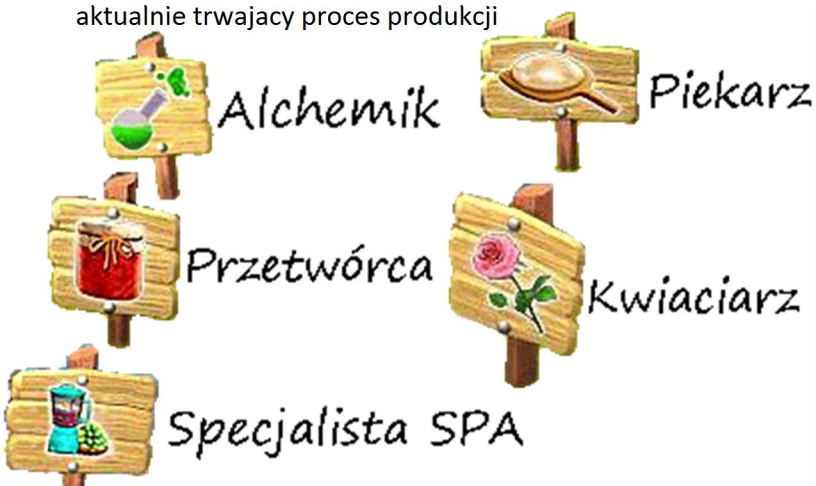 aktualnie trwajacy proces produkcji
Alchemik
Piekarz
Przetwórca
Kwiaciarz
Specjalista SPA